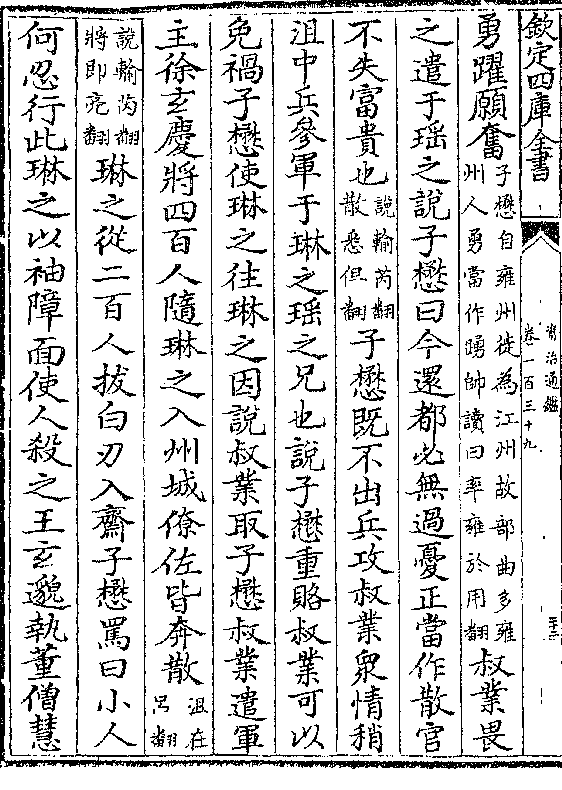 欽定四庫全書
資治通鑑
卷一百三十九
勇躍願奮子懋自雍州徙為江州故部曲多雍州人勇當作踴帥讀曰率雍於用翻叔業畏
之遣于瑶之說子懋曰今還都必無過憂正當作散官
不失富貴也說輸芮翻散悉但翻子懋既不出兵攻叔業衆情稍
沮中兵參軍于琳之瑶之兄也說子懋重賂叔業可以
免禍子懋使琳之往琳之因說叔業取子懋叔業遣軍
主徐玄慶將四百人隨琳之入州城僚佐皆奔散沮在呂翻
說輸芮翻將即亮翻琳之從二百人拔白刃入齋子懋罵曰小人
何忍行此琳之以袖障面使人殺之王玄邈執董僧慧